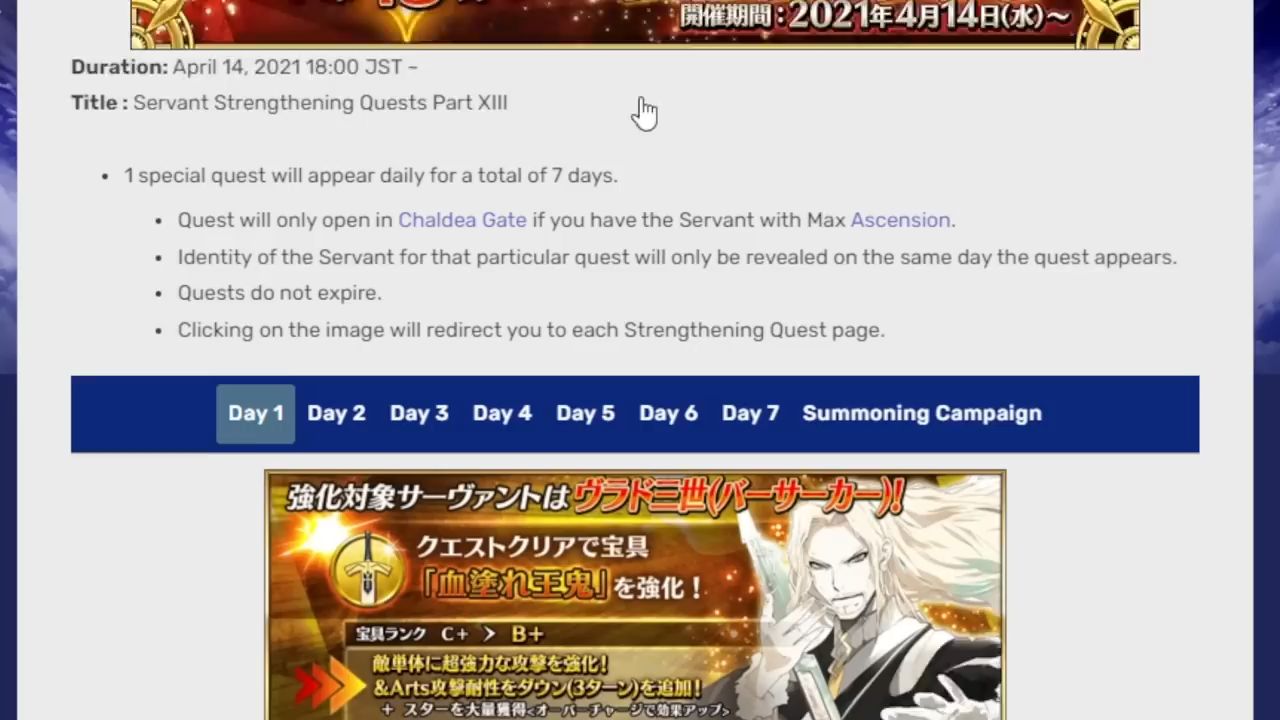 開催期間：2021年4月14日(水)～
Duration: April 14, 2021 18:00 JST ~
Title : Servant Strengthening Quests Part XIII
• 1 special quest will appear daily for a total of 7 days.
• Quest will only open in Chaldea Gate if you have the Servant with Max Ascension.
• Identity of the Servant for that particular quest will only be revealed on the same day the quest appears.
• Quests do not expire.
• Clicking on the image will redirect you to each Strengthening Quest page.
Day 1 Day 2 Day 3 Day 4 Day 5 Day 6 Day 7 Summoning Campaign
強化対象サーヴァントはヴラド三世(バーサーカー)!
クエストクリアで宝具
「血塗れ王鬼」を強化！
宝具ランク C+ > B+
敵単体に超強力な攻撃を強化!
&Arts攻撃耐性をダウン(3ターン)を追加!
+ スターを大量獲得<オーバーチャージで効果アップ>